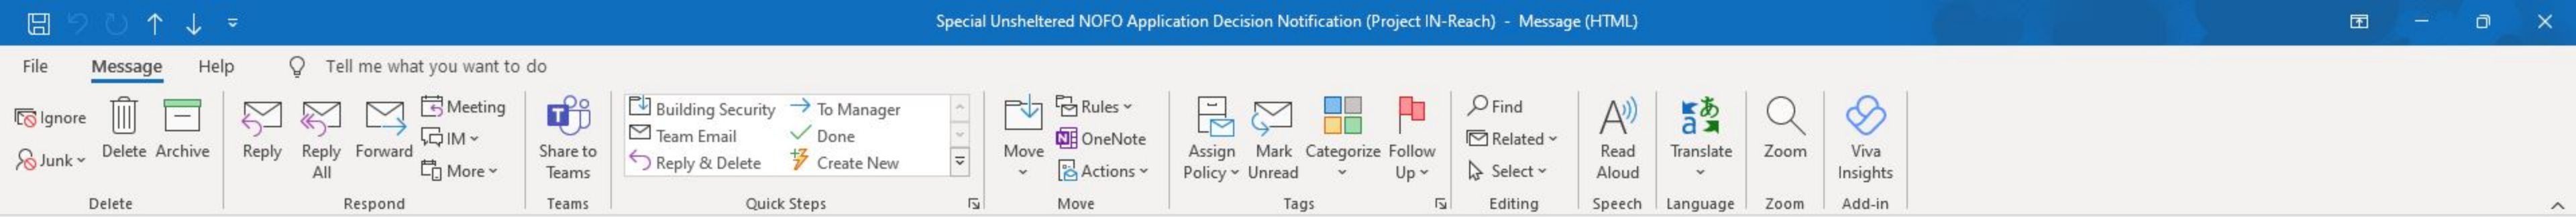 Special Unsheltered NOFO Application Decision Notification (Project IN-Reach) - Message (HTML)
File Message Help Tell me what you want to do
Ignore
Junk
Delete
Archive
Delete
Reply
Reply All
Forward
Meeting
IM
More
Respond
Share to Teams
Teams
Building Security
Team Email
Reply & Delete
To Manager
Done
Create New
Quick Steps
Move
Rules
OneNote
Actions
Move
Assign Policy
Mark Unread
Categorize
Follow Up
Tags
Find
Related
Select
Editing
Read Aloud
Speech
Translate
Language
Zoom
Zoom
Viva Insights
Add-in